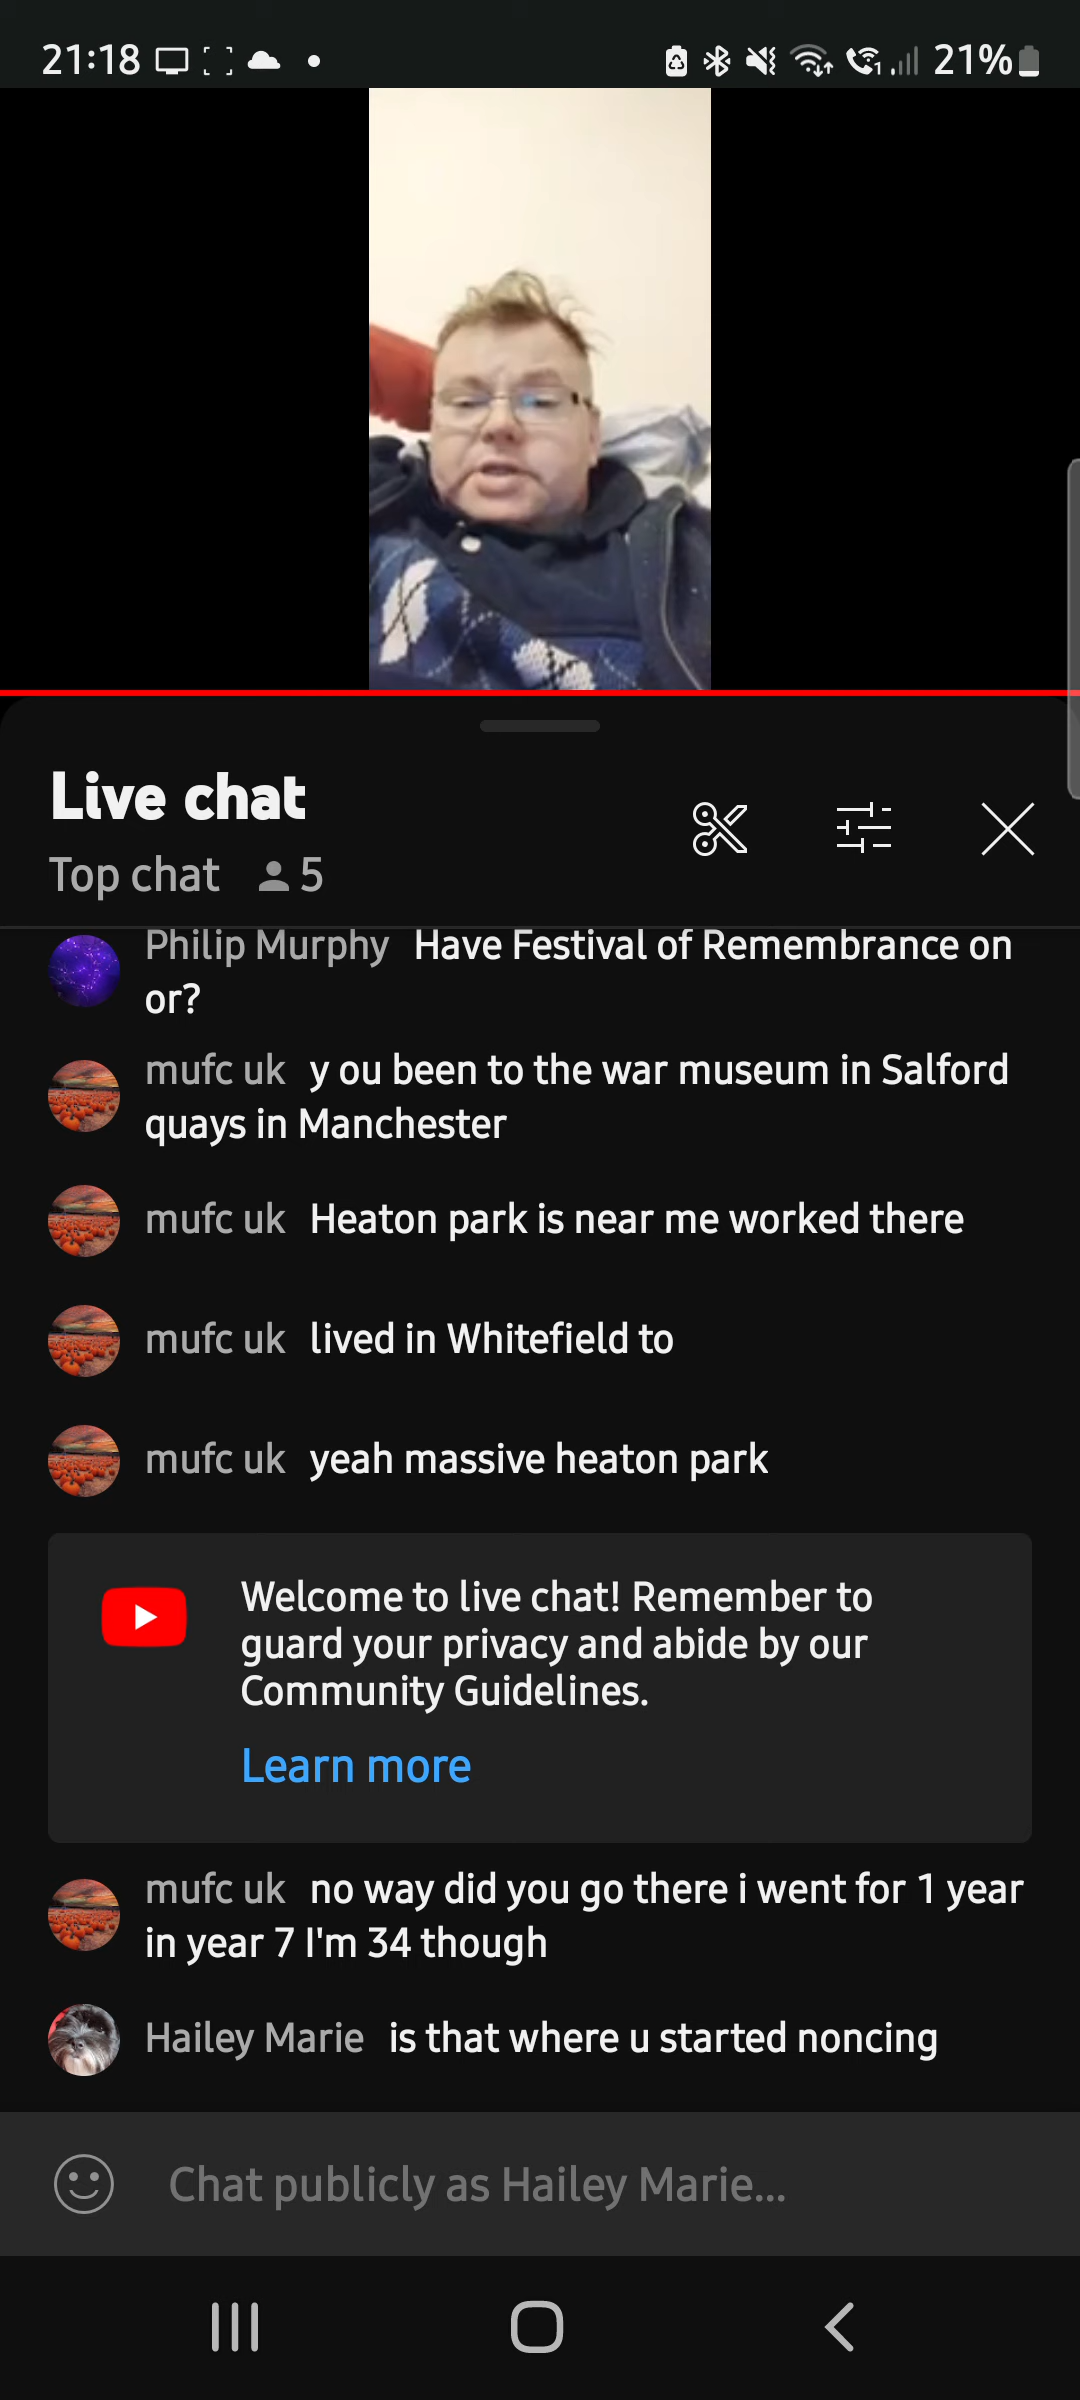 21:18
1
21%
Live chat
Top chat 5
Philip Murphy Have Festival of Remembrance on
or?
mufc uk y ou been to the war museum in Salford
quays in Manchester
mufc uk Heaton park is near me worked there
mufc uk lived in Whitefield to
mufc uk yeah massive heaton park
Welcome to live chat! Remember to
guard your privacy and abide by our
Community Guidelines.
Learn more
mufc uk no way did you go there i went for 1 year
in year 7 I'm 34 though
Hailey Marie is that where u started noncing
Chat publicly as Hailey Marie...